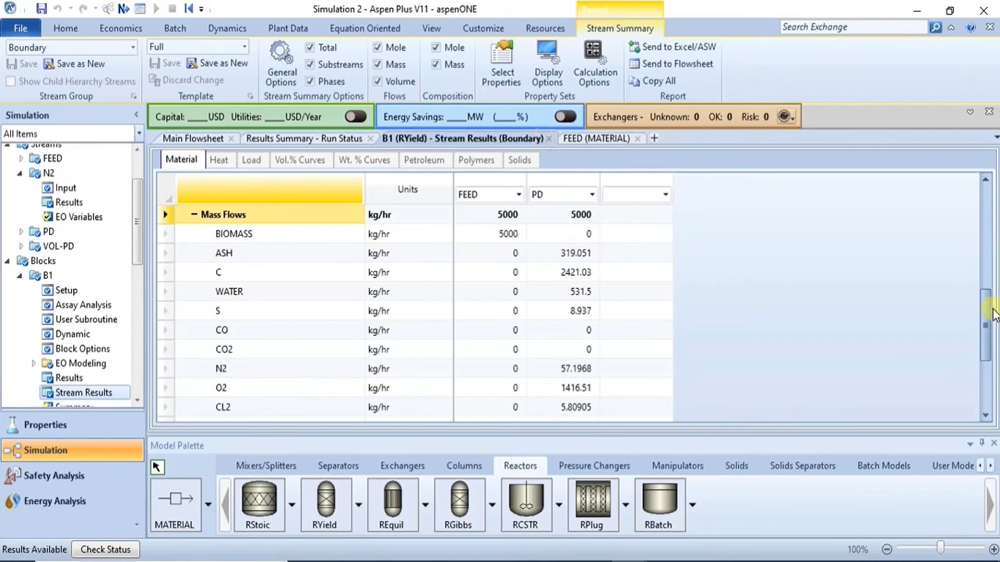 Simulation 2 - Aspen Plus V11 - aspenONE
Report
File Home Economics Batch Dynamics Plant Data Equation Oriented View Customize Resources Stream Summary Search Exchange
Boundary Full Total Mole Mole Send to Excel/ASW
Save Save as New Save Save as New Substreams Mass Mass Send to Flowsheet
Show Child Hierarchy Streams Discard Change General Options Phases Volume Select Properties Display Options Calculation Options Copy All
Stream Group Template Stream Summary Options Flows Composition Property Sets Report
Simulation Capital: ____USD Utilities: ____USD/Year Energy Savings: ____MW (____%) Exchangers - Unknown: 0 OK: 0 Risk: 0
All Items Main Flowsheet Results Summary - Run Status B1 (RYield) - Stream Results (Boundary) FEED (MATERIAL) +
Streams
FEED
N2
Input
Results
EO Variables
PD
VOL-PD
Blocks
B1
Setup
Assay Analysis
User Subroutine
Dynamic
Block Options
EO Modeling
Results
Stream Results
Summary
Properties
Simulation
Safety Analysis
Energy Analysis
Material Heat Load Vol.% Curves Wt. % Curves Petroleum Polymers Solids
Units FEED PD
Mass Flows kg/hr 5000 5000
BIOMASS kg/hr 5000 0
ASH kg/hr 0 319.051
C kg/hr 0 2421.03
WATER kg/hr 0 531.5
S kg/hr 0 8.937
CO kg/hr 0 0
CO2 kg/hr 0 0
N2 kg/hr 0 57.1968
O2 kg/hr 0 1416.51
CL2 kg/hr 0 5.80905
Model Palette
Mixers/Splitters Separators Exchangers Columns Reactors Pressure Changers Manipulators Solids Solids Separators Batch Models User Mode
MATERIAL RStoic RYield REquil RGibbs RCSTR RPlug RBatch
Results Available Check Status 100%